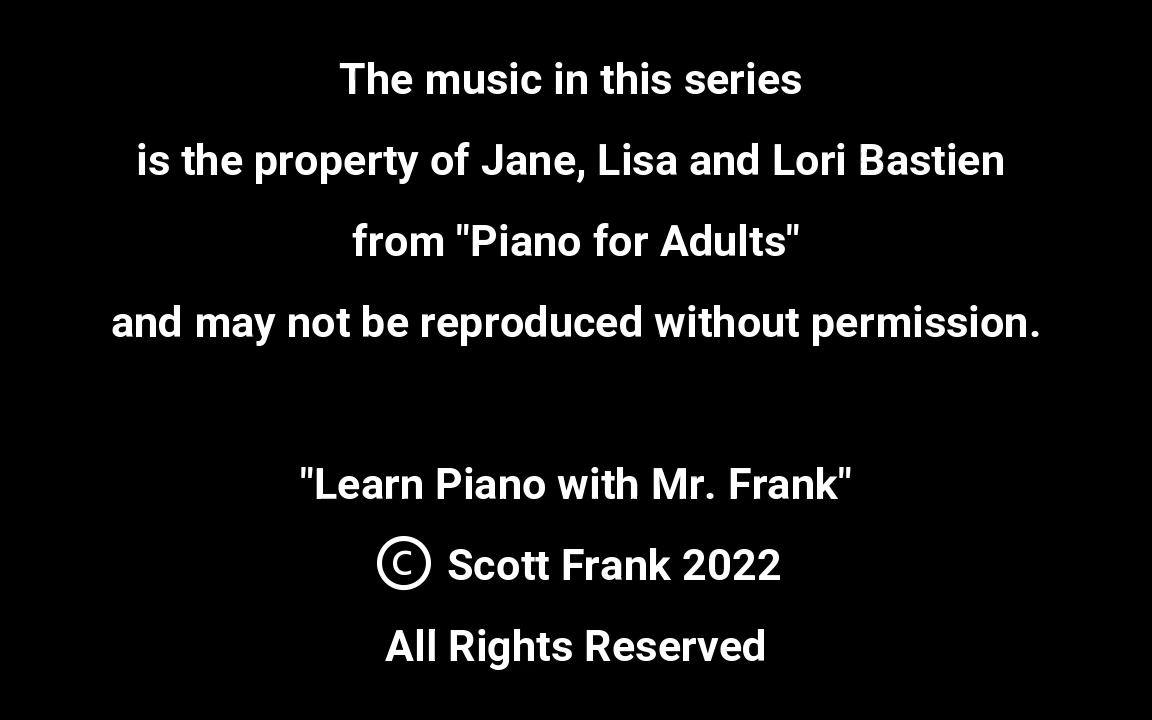 The music in this series
is the property of Jane, Lisa and Lori Bastien
from "Piano for Adults"
and may not be reproduced without permission.
"Learn Piano with Mr. Frank"
© Scott Frank 2022
All Rights Reserved